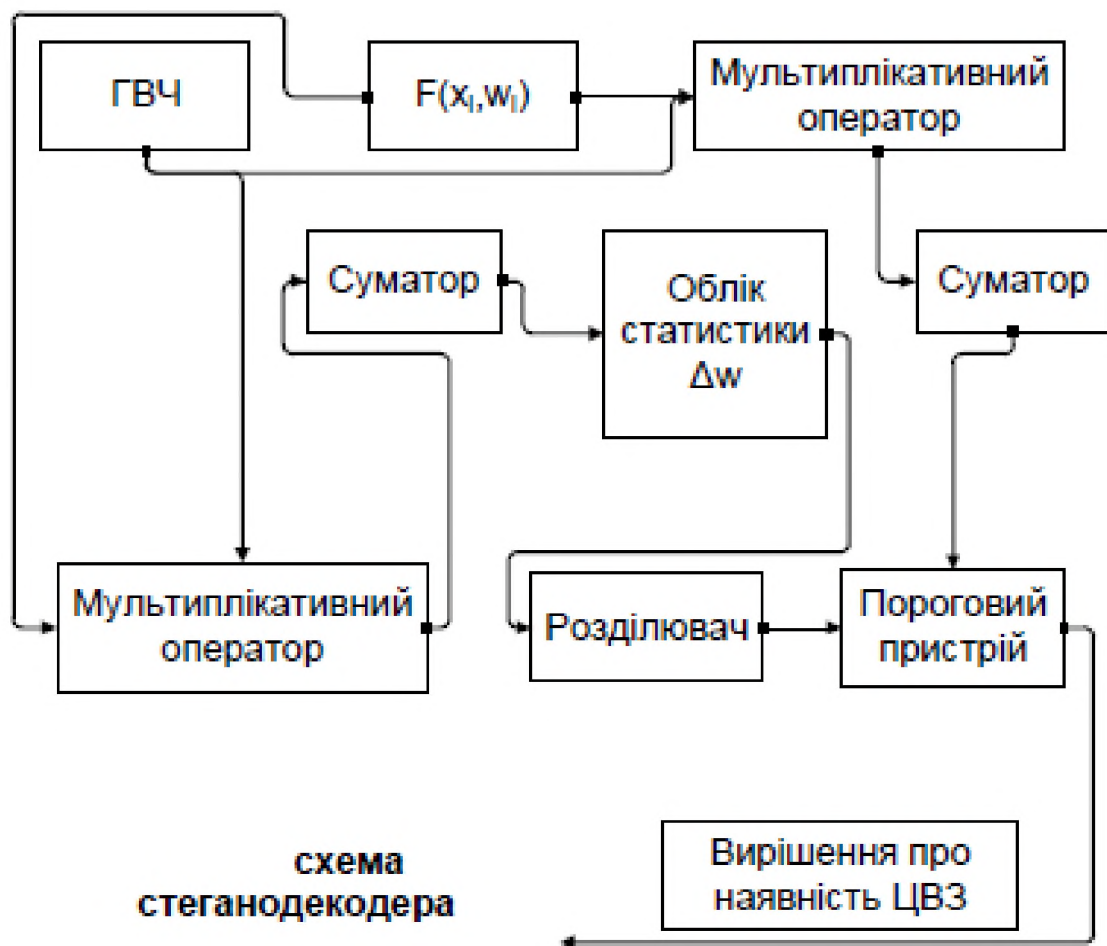 ГВЧ
F(xᵢ,wᵢ)
Мультиплікативний
оператор
Суматор
Облік
статистики
Δw
Суматор
Мультиплікативний
оператор
Розділювач
Пороговий
пристрій
схема
стеганодекодера
Вирішення про
наявність ЦВЗ